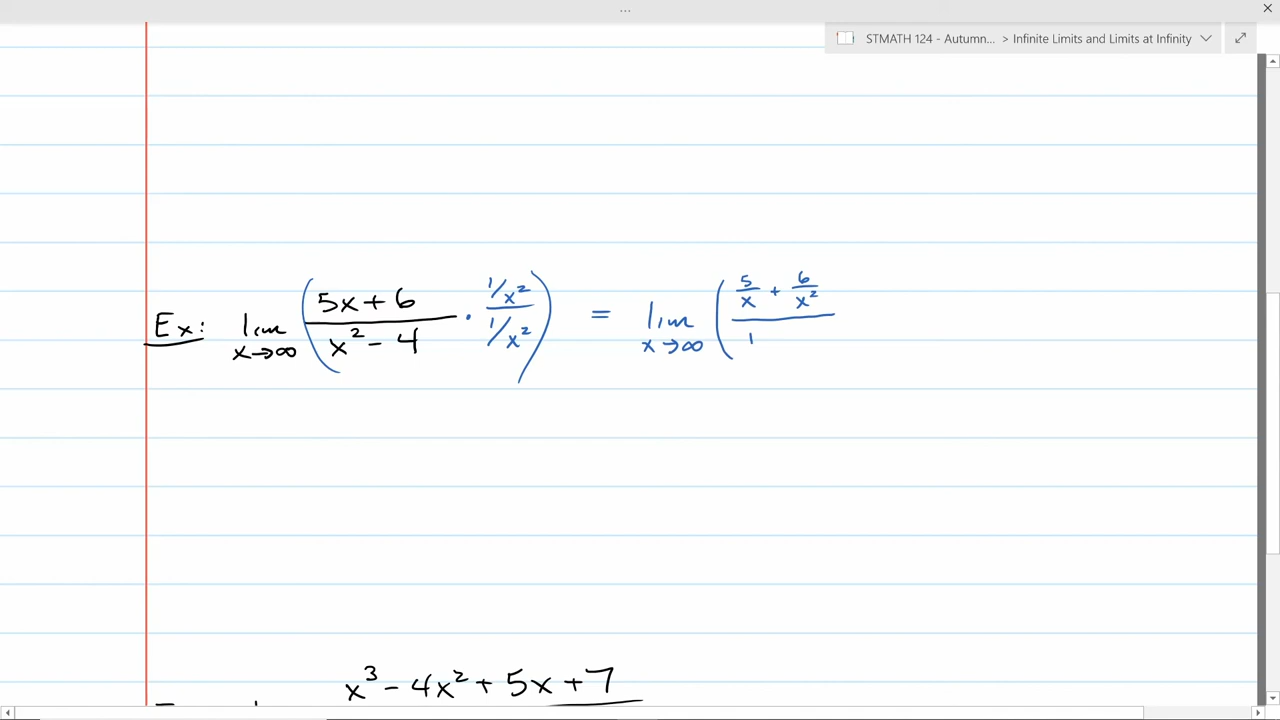 ...
STMATH 124 - Autumn... > Infinite Limits and Limits at Infinity
Ex: lim x→∞ ( (5x + 6)/(x² - 4) · (1/x²)/(1/x²) ) = lim x→∞ ( (5/x + 6/x²)/(1
x³ - 4x² + 5x + 7